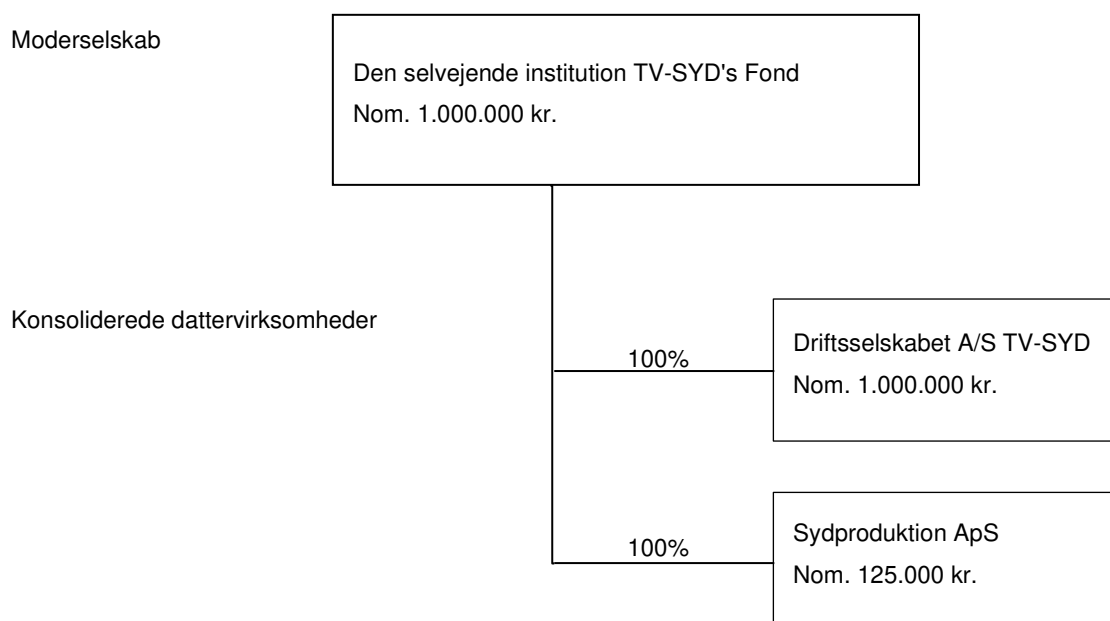 Moderselskab
Den selvejende institution TV-SYD's Fond
Nom. 1.000.000 kr.
Konsoliderede dattervirksomheder
100%
Driftsselskabet A/S TV-SYD
Nom. 1.000.000 kr.
100%
Sydproduktion ApS
Nom. 125.000 kr.